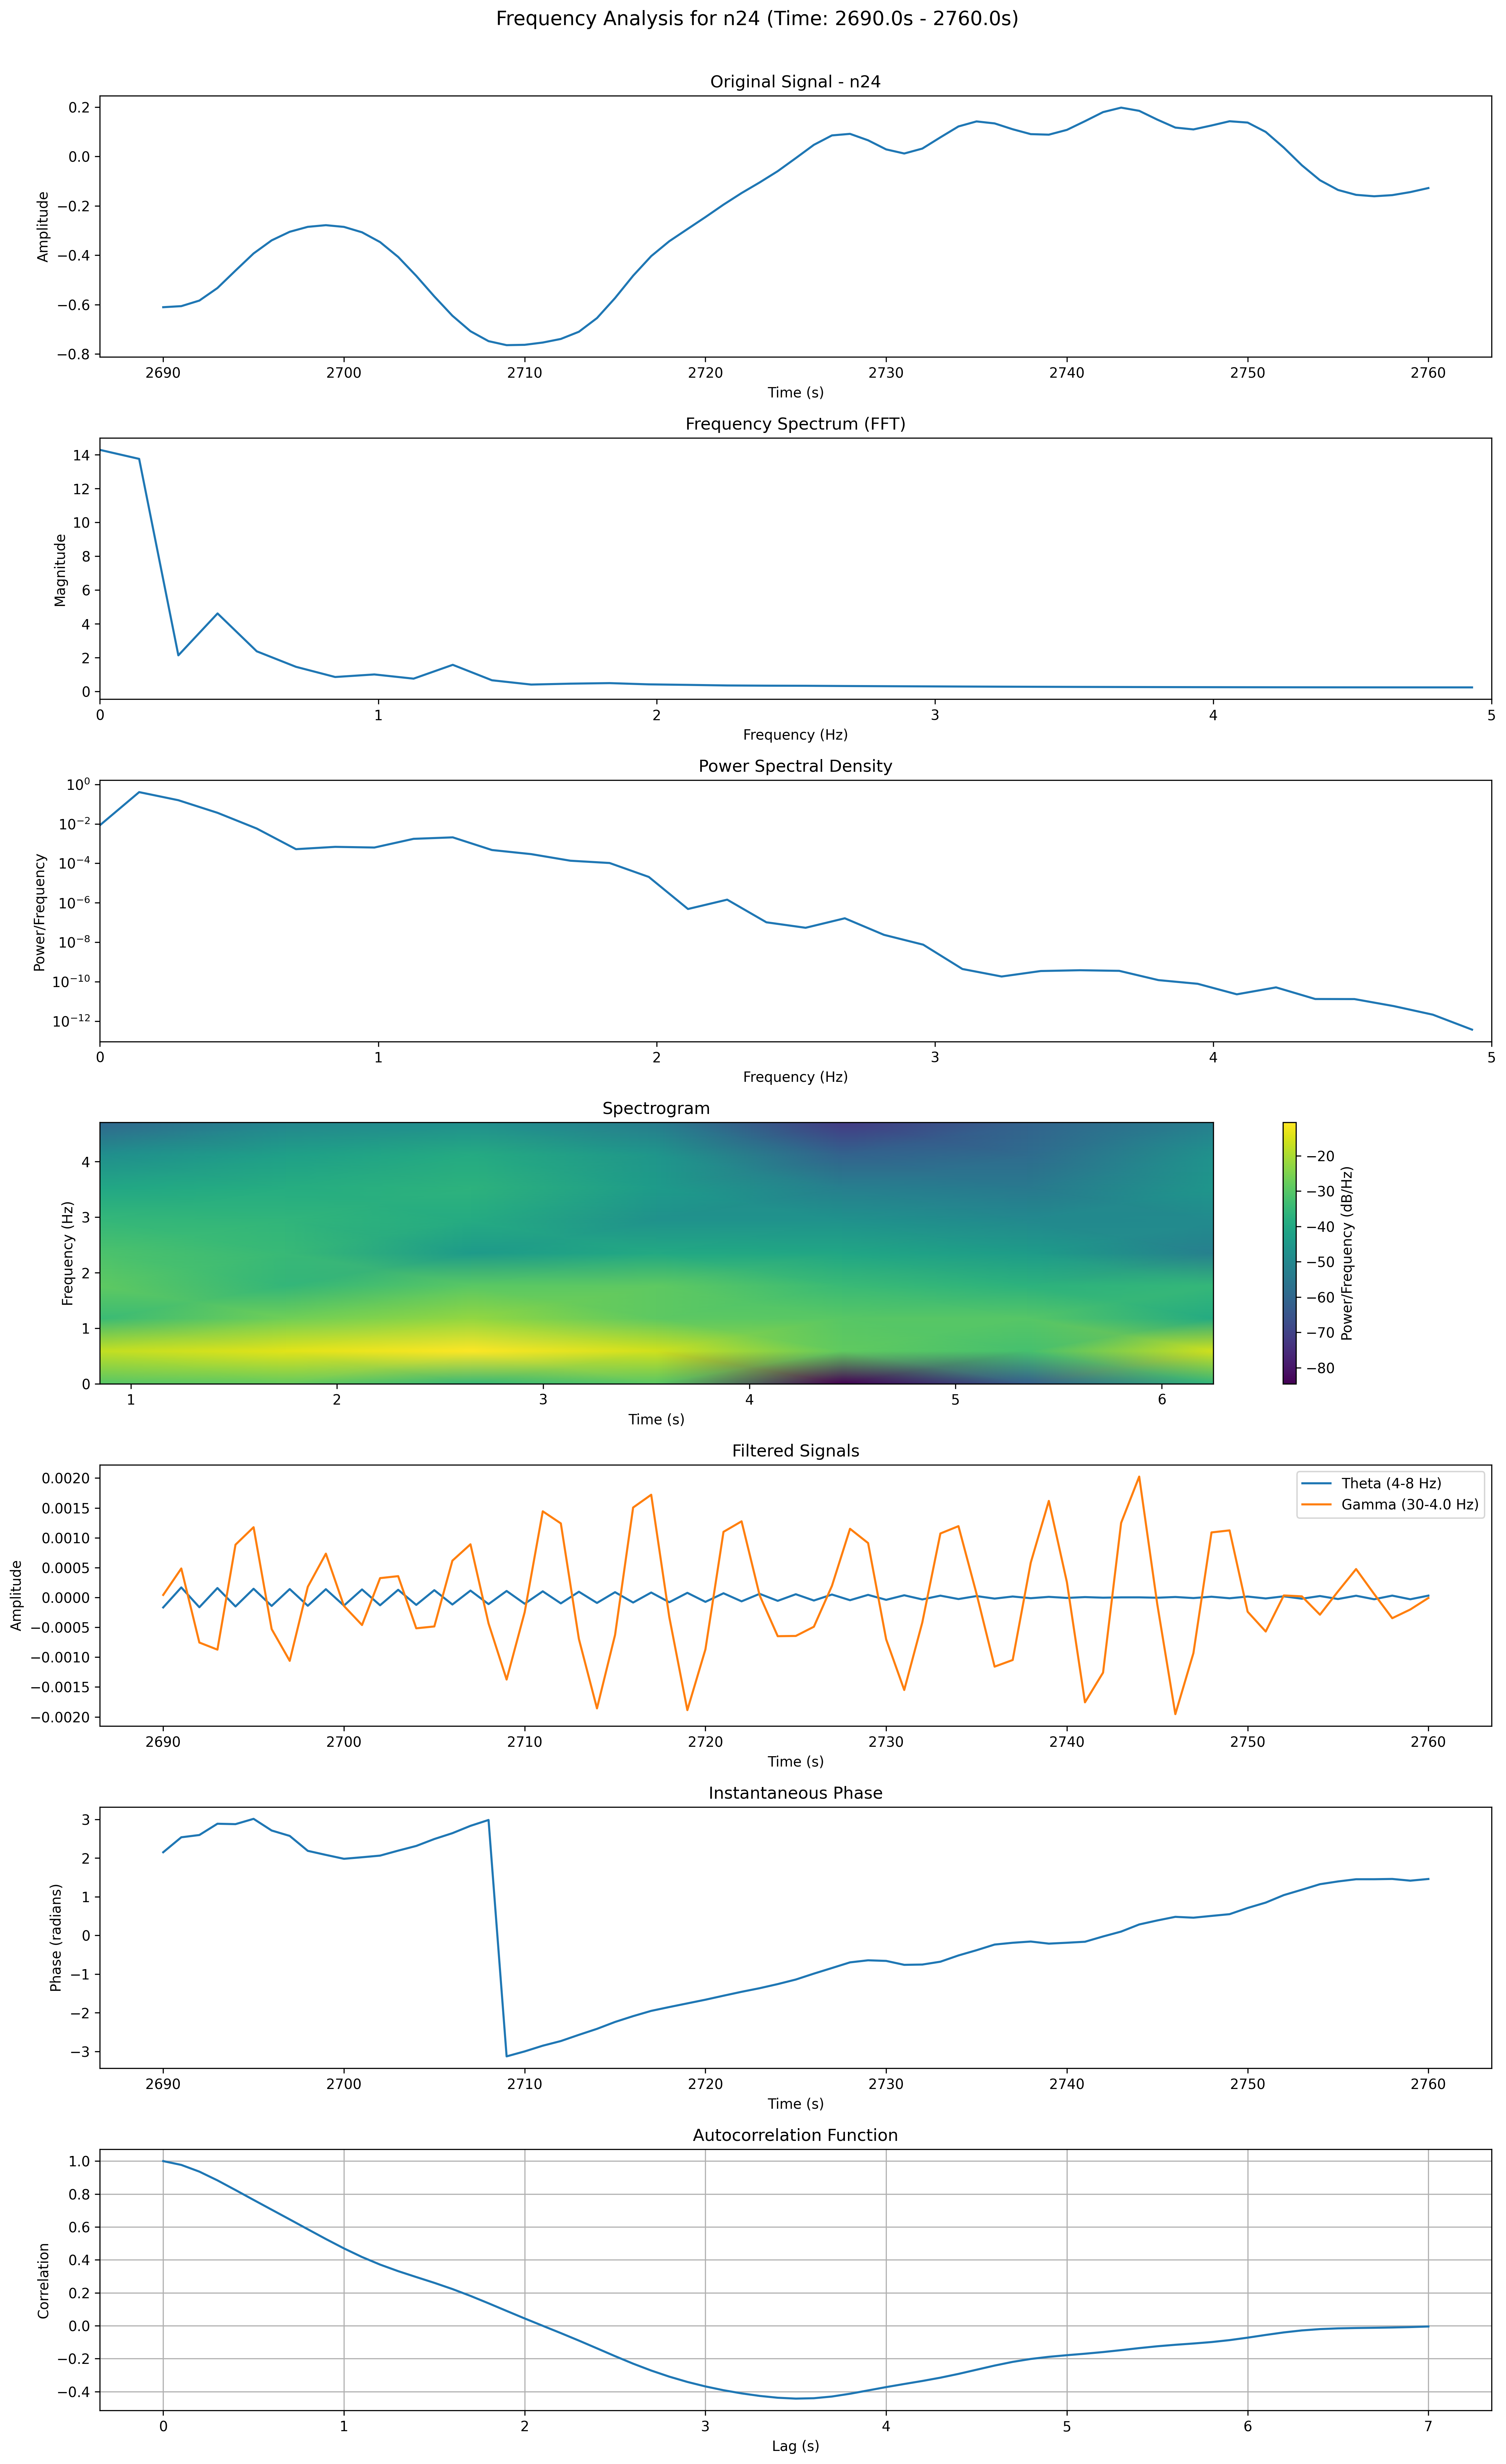 Frequency Analysis for n24 (Time: 2690.0s - 2760.0s)
Original Signal - n24
0.2
0.0
−0.2
−0.4
−0.6
−0.8
Amplitude
2690 2700 2710 2720 2730 2740 2750 2760
Time (s)
Frequency Spectrum (FFT)
14
12
10
8
6
4
2
0
Magnitude
0 1 2 3 4 5
Frequency (Hz)
Power Spectral Density
10⁰
10⁻²
10⁻⁴
10⁻⁶
10⁻⁸
10⁻¹⁰
10⁻¹²
Power/Frequency
0 1 2 3 4 5
Frequency (Hz)
Spectrogram
4
3
2
1
0
Frequency (Hz)
1 2 3 4 5 6
Time (s)
−20
−30
−40
−50
−60
−70
−80
Power/Frequency (dB/Hz)
Filtered Signals
0.0020
0.0015
0.0010
0.0005
0.0000
−0.0005
−0.0010
−0.0015
−0.0020
Amplitude
Theta (4-8 Hz)
Gamma (30-4.0 Hz)
2690 2700 2710 2720 2730 2740 2750 2760
Time (s)
Instantaneous Phase
3
2
1
0
−1
−2
−3
Phase (radians)
2690 2700 2710 2720 2730 2740 2750 2760
Time (s)
Autocorrelation Function
1.0
0.8
0.6
0.4
0.2
0.0
−0.2
−0.4
Correlation
0 1 2 3 4 5 6 7
Lag (s)